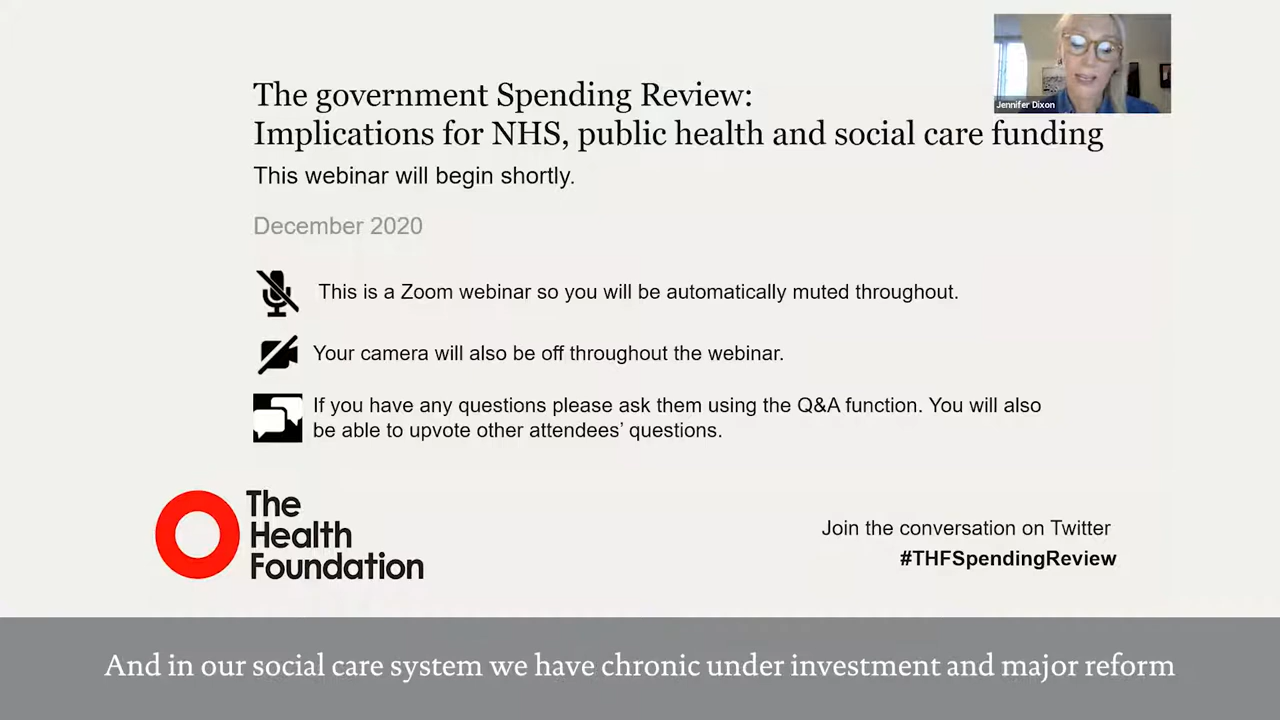 The government Spending Review:
Implications for NHS, public health and social care funding
This webinar will begin shortly.
December 2020
Jennifer Dixon
This is a Zoom webinar so you will be automatically muted throughout.
Your camera will also be off throughout the webinar.
If you have any questions please ask them using the Q&A function. You will also
be able to upvote other attendees’ questions.
The
Health
Foundation
Join the conversation on Twitter
#THFSpendingReview
And in our social care system we have chronic under investment and major reform